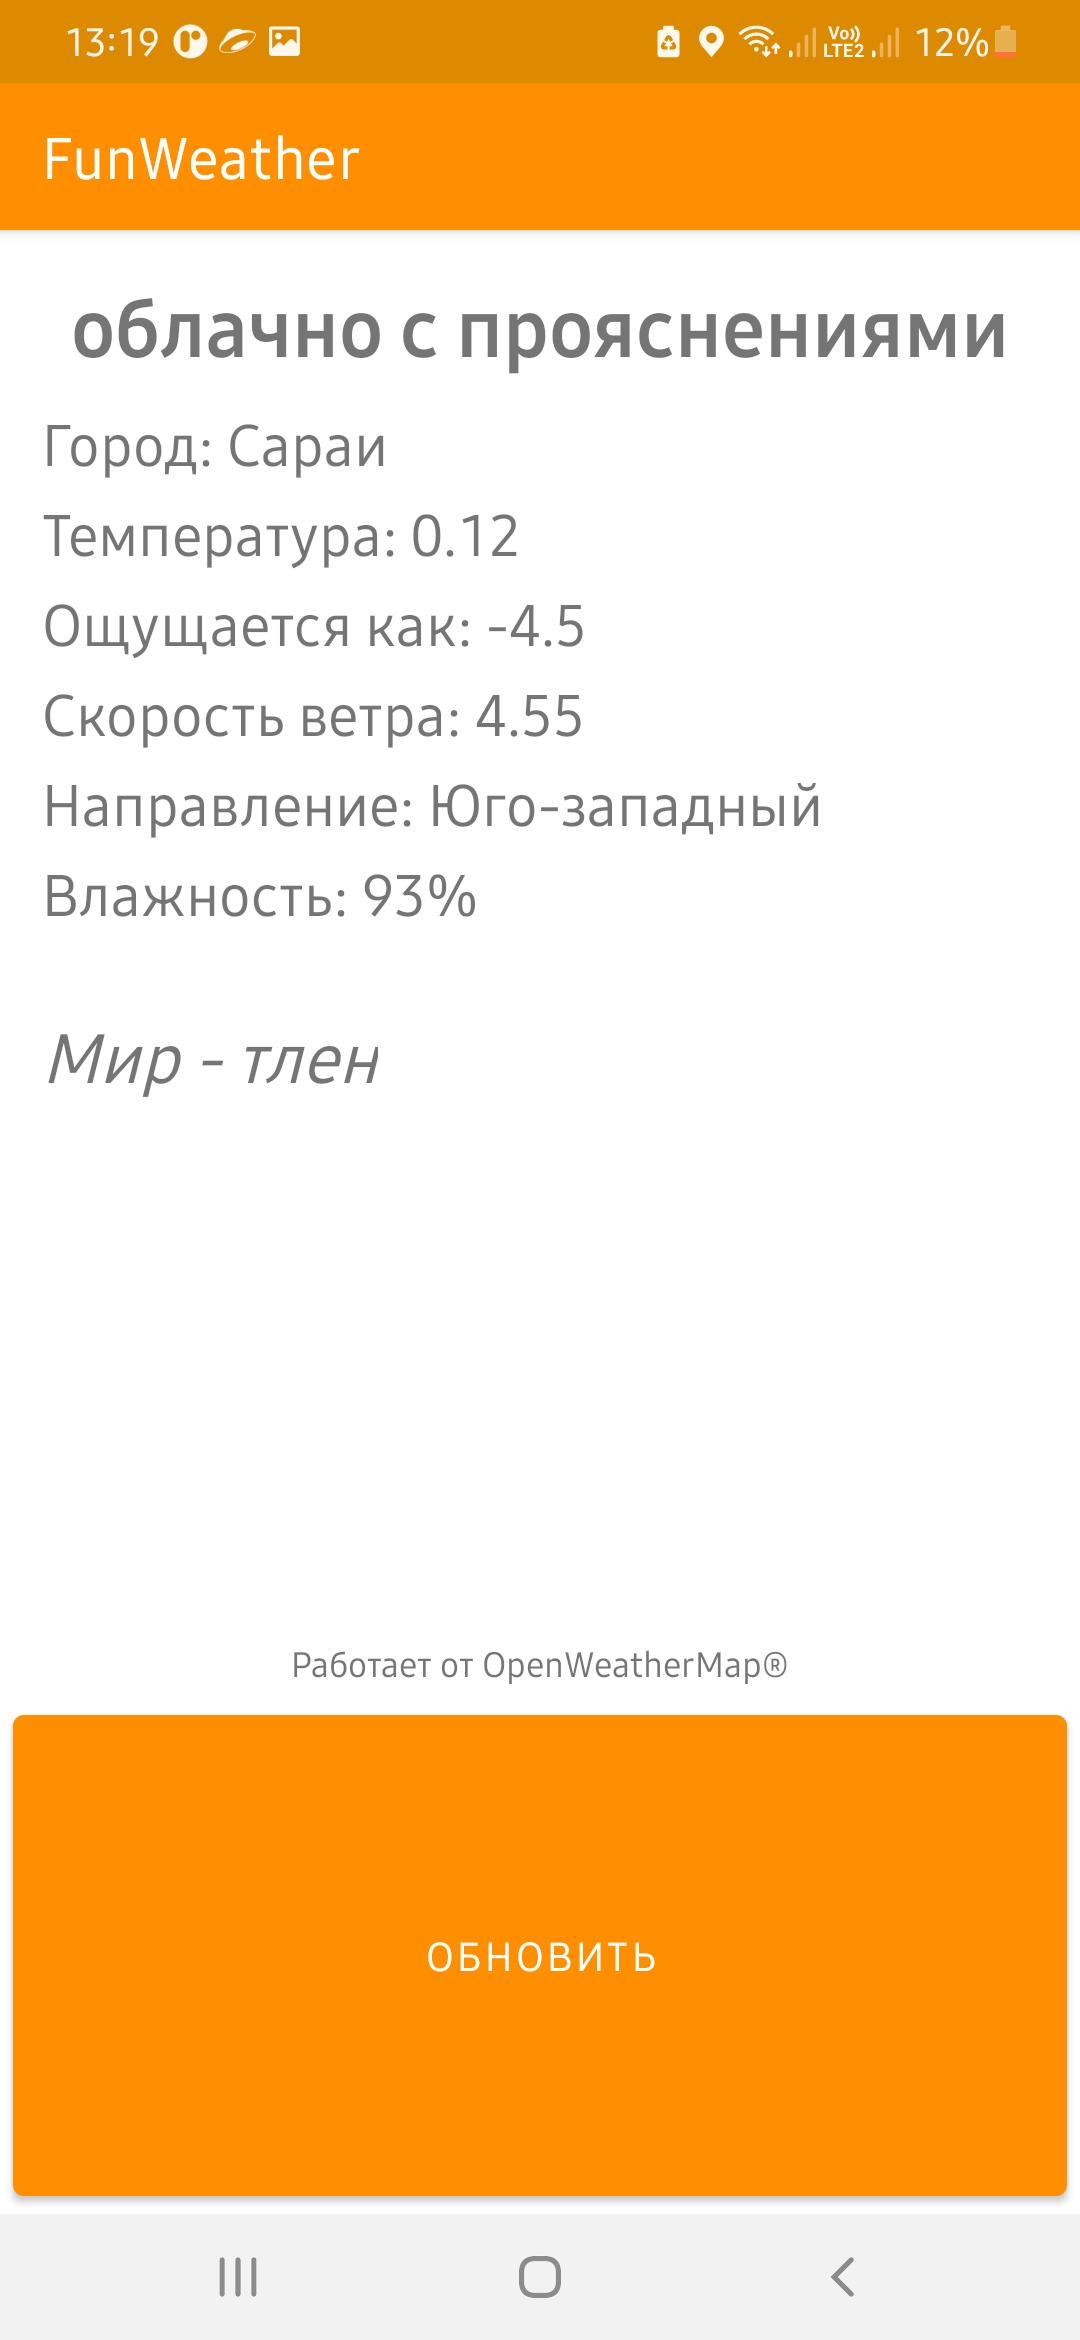 13:19 Vo)) LTE2 12%
FunWeather
облачно с прояснениями
Город: Сараи
Температура: 0.12
Ощущается как: -4.5
Скорость ветра: 4.55
Направление: Юго-западный
Влажность: 93%
Мир - тлен
Работает от OpenWeatherMap®
ОБНОВИТЬ